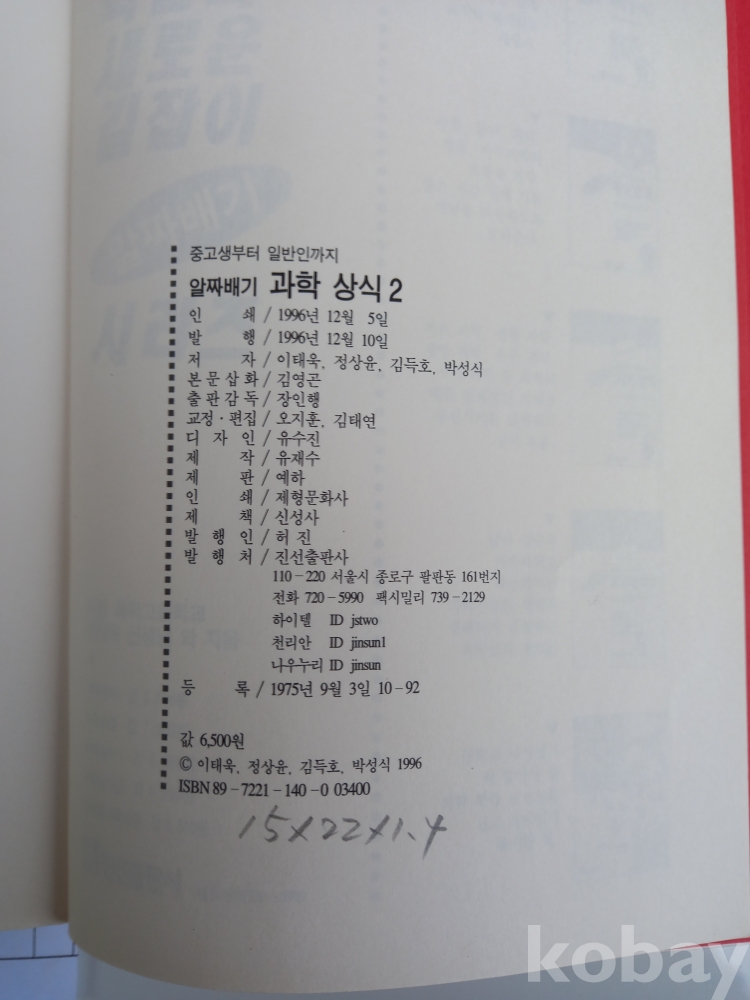 중고생부터 일반인까지
알짜배기 과학 상식 2
인 쇄 / 1996년 12월 5일
발 행 / 1996년 12월 10일
저 자 / 이태욱, 정상윤, 김득호, 박성식
본문삽화 / 김영곤
출판감독 / 장인행
교정·편집 / 오지훈, 김태연
디 자 인 / 유수진
제 작 / 유재수
제 판 / 예하
인 쇄 / 제형문화사
제 책 / 신성사
발 행 인 / 허 진
발 행 처 / 진선출판사
110-220 서울시 종로구 팔판동 161번지
전화 720-5990 팩시밀리 739-2129
하이텔 ID jstwo
천리안 ID jinsun1
나우누리 ID jinsun
등 록 / 1975년 9월 3일 10-92
값 6,500원
© 이태욱, 정상윤, 김득호, 박성식 1996
ISBN 89-7221-140-0 03400
15x22x1.4
kobay